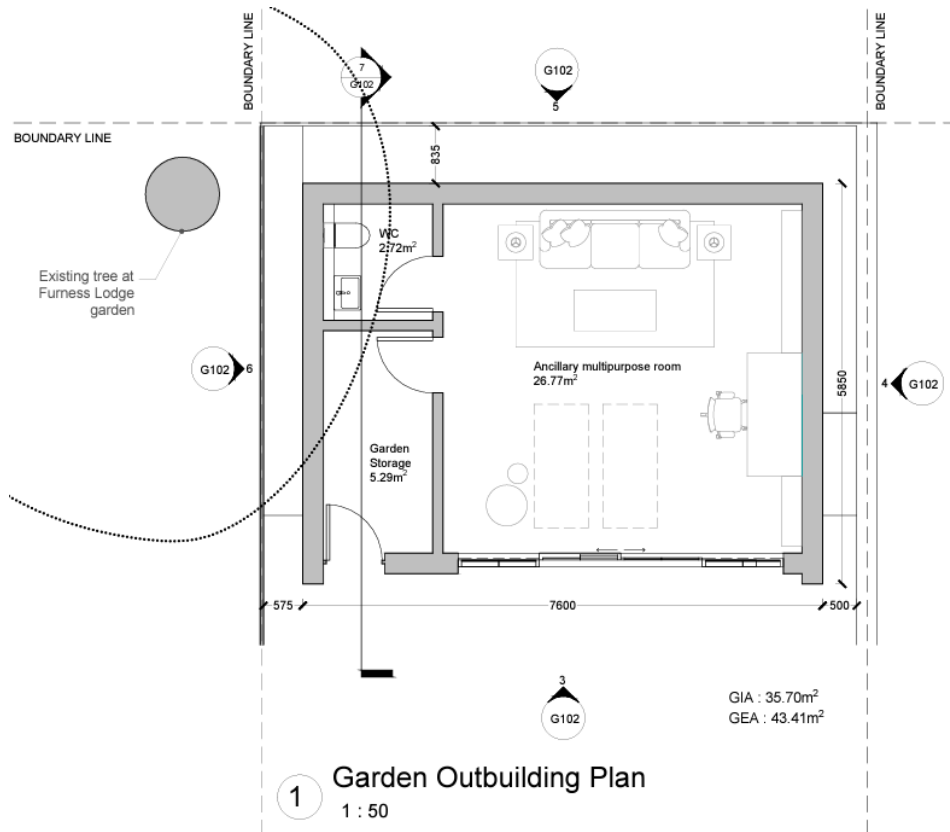 BOUNDARY LINE
BOUNDARY LINE
7
G102
G102
5
BOUNDARY LINE
835
WC
2.72m²
Existing tree at
Furness Lodge
garden
G102
6
Ancillary multipurpose room
26.77m²
5850
4
G102
Garden
Storage
5.29m²
575
7600
500
3
G102
GIA : 35.70m²
GEA : 43.41m²
1
Garden Outbuilding Plan
1 : 50